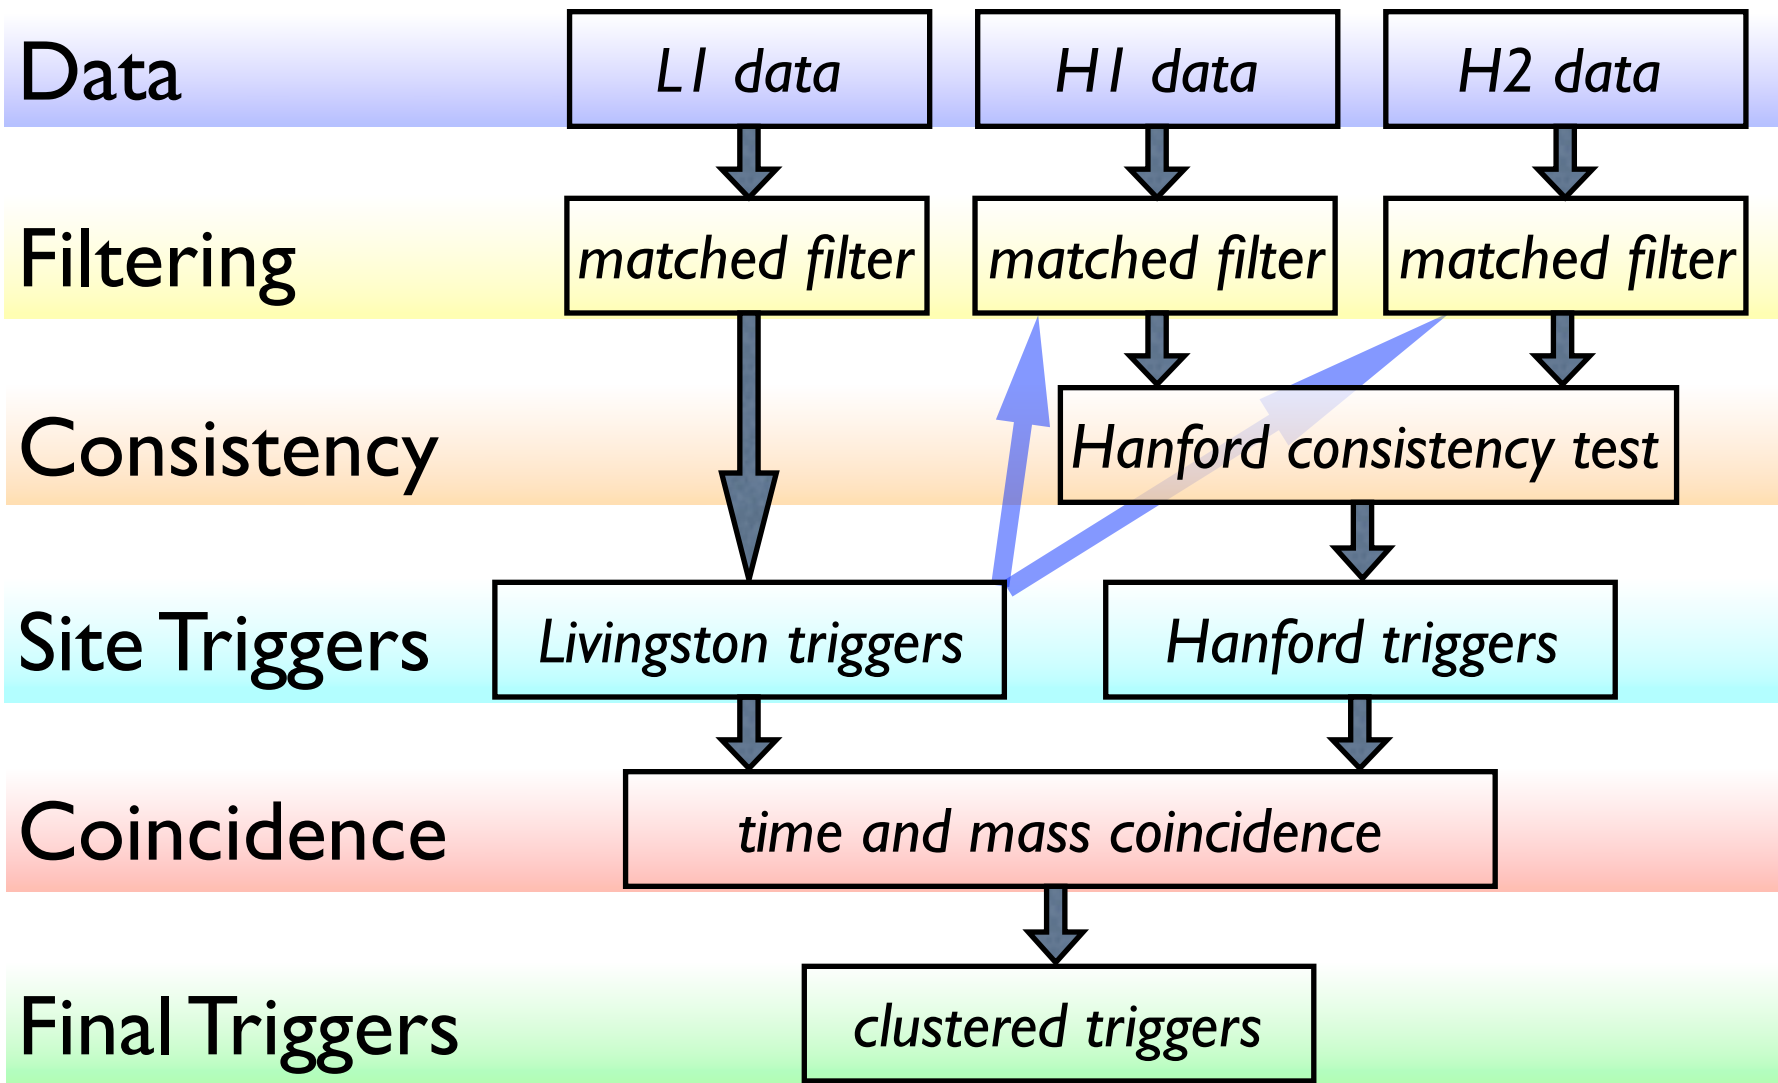 Data
L1 data
H1 data
H2 data
Filtering
matched filter
matched filter
matched filter
Consistency
Hanford consistency test
Site Triggers
Livingston triggers
Hanford triggers
Coincidence
time and mass coincidence
Final Triggers
clustered triggers